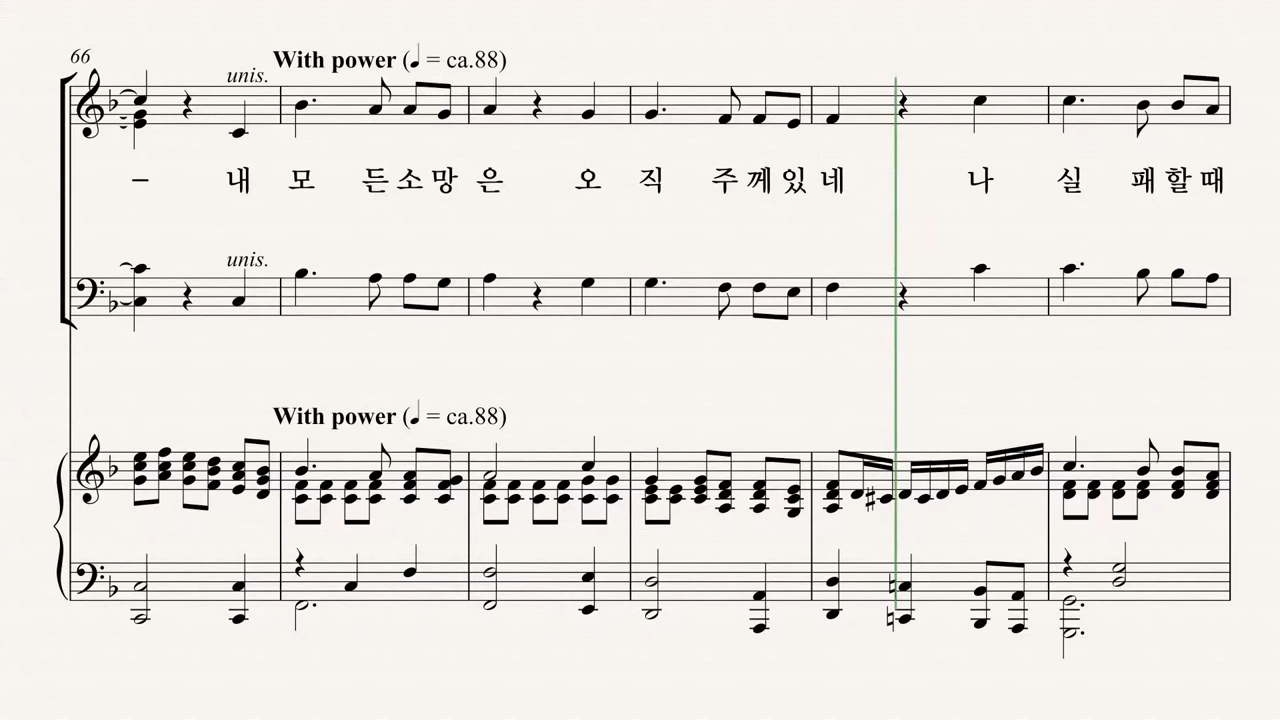 66
With power (♩ = ca.88)
unis.
– 내 모 든 소 망 은 오 직 주 께 있 네 나 실 패 할 때
unis.
With power (♩ = ca.88)